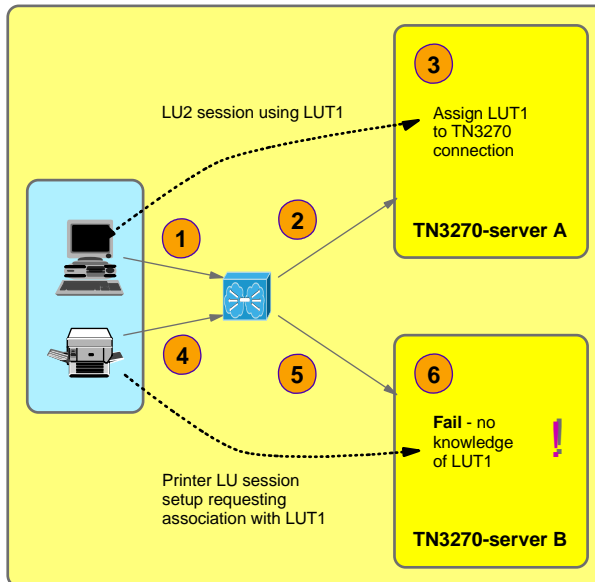 3
LU2 session using LUT1
Assign LUT1
to TN3270
connection
1
2
TN3270-server A
4
5
6
Fail - no
knowledge
of LUT1
!
Printer LU session
setup requesting
association with LUT1
TN3270-server B